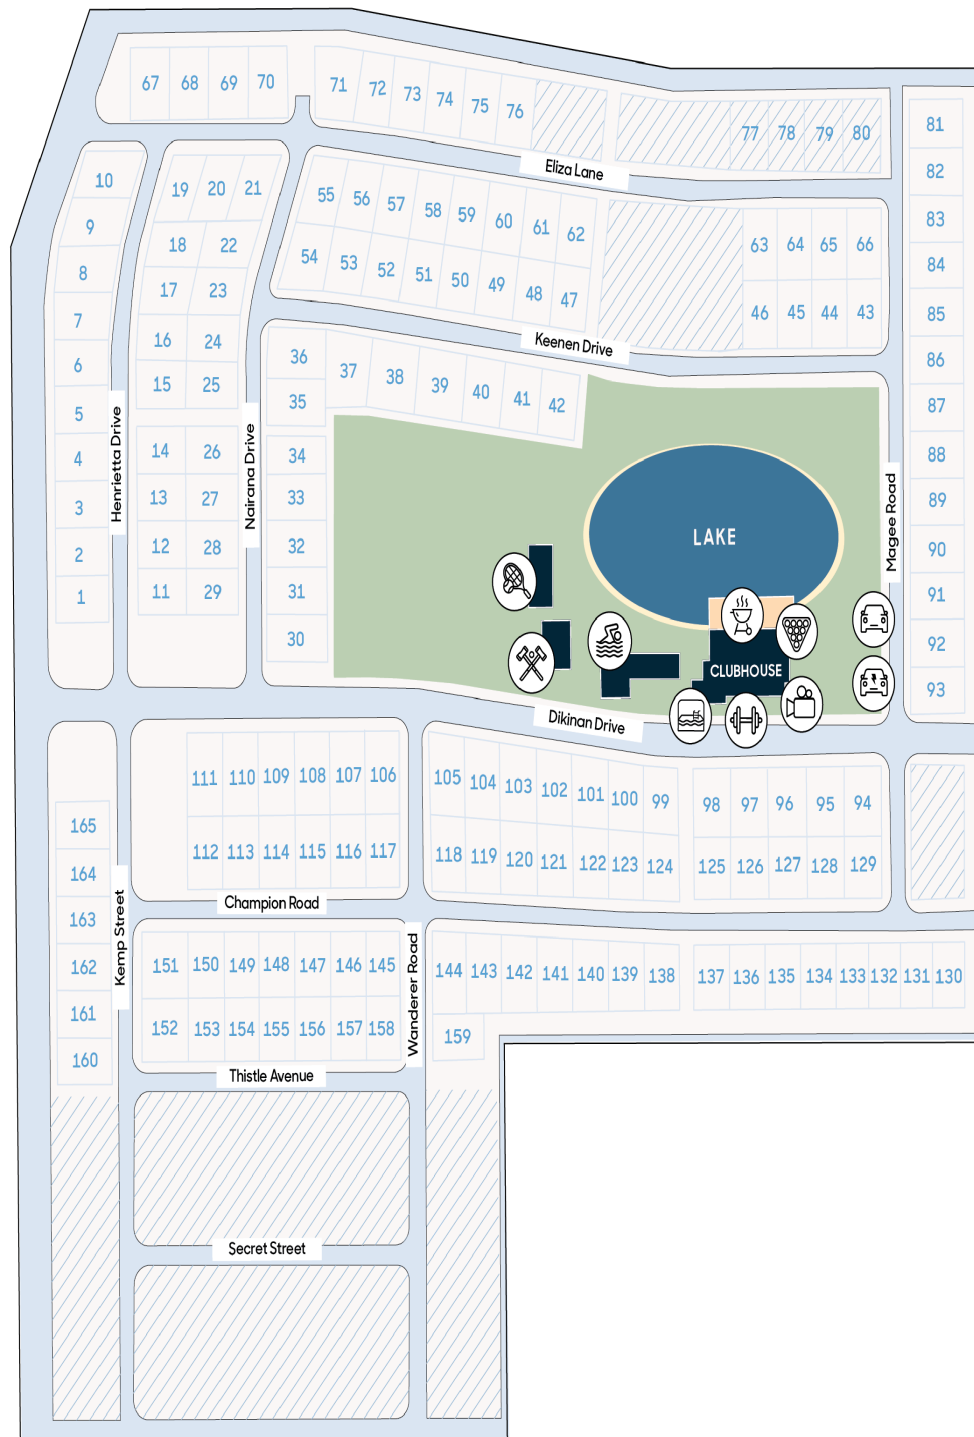 67 68 69 70 71 72 73 74 75 76
77 78 79 80
81
82
83
84
85
86
87
88
89
90
91
92
93
Eliza Lane
10
9
8
7
6
5
4
3
2
1
Henrietta Drive
19 20 21
18 22
17 23
16 24
15 25
14 26
13 27
12 28
11 29
Nairana Drive
55 56 57 58 59 60 61 62
54 53 52 51 50 49 48 47
63 64 65 66
46 45 44 43
Keenen Drive
36
35
34
33
32
31
30
37 38 39 40 41 42
LAKE
CLUBHOUSE
Magee Road
Dikinan Drive
111 110 109 108 107 106
112 113 114 115 116 117
105 104 103 102 101 100 99
118 119 120 121 122 123 124
98 97 96 95 94
125 126 127 128 129
Champion Road
165
164
163
162
161
160
Kemp Street
151 150 149 148 147 146 145
152 153 154 155 156 157 158
Wanderer Road
144 143 142 141 140 139 138
137 136 135 134 133 132 131 130
159
Thistle Avenue
Secret Street